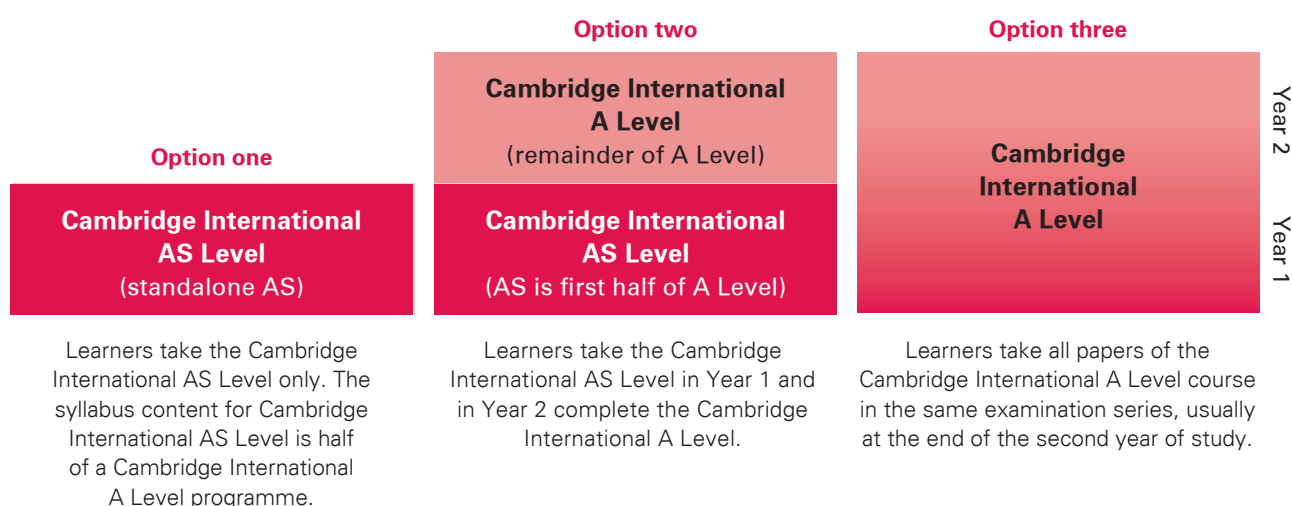 Option one
Cambridge International
AS Level
(standalone AS)
Learners take the Cambridge
International AS Level only. The
syllabus content for Cambridge
International AS Level is half
of a Cambridge International
A Level programme.
Option two
Cambridge International
A Level
(remainder of A Level)
Cambridge International
AS Level
(AS is first half of A Level)
Learners take the Cambridge
International AS Level in Year 1 and
in Year 2 complete the Cambridge
International A Level.
Option three
Cambridge
International
A Level
Learners take all papers of the
Cambridge International A Level course
in the same examination series, usually
at the end of the second year of study.
Year 2
Year 1